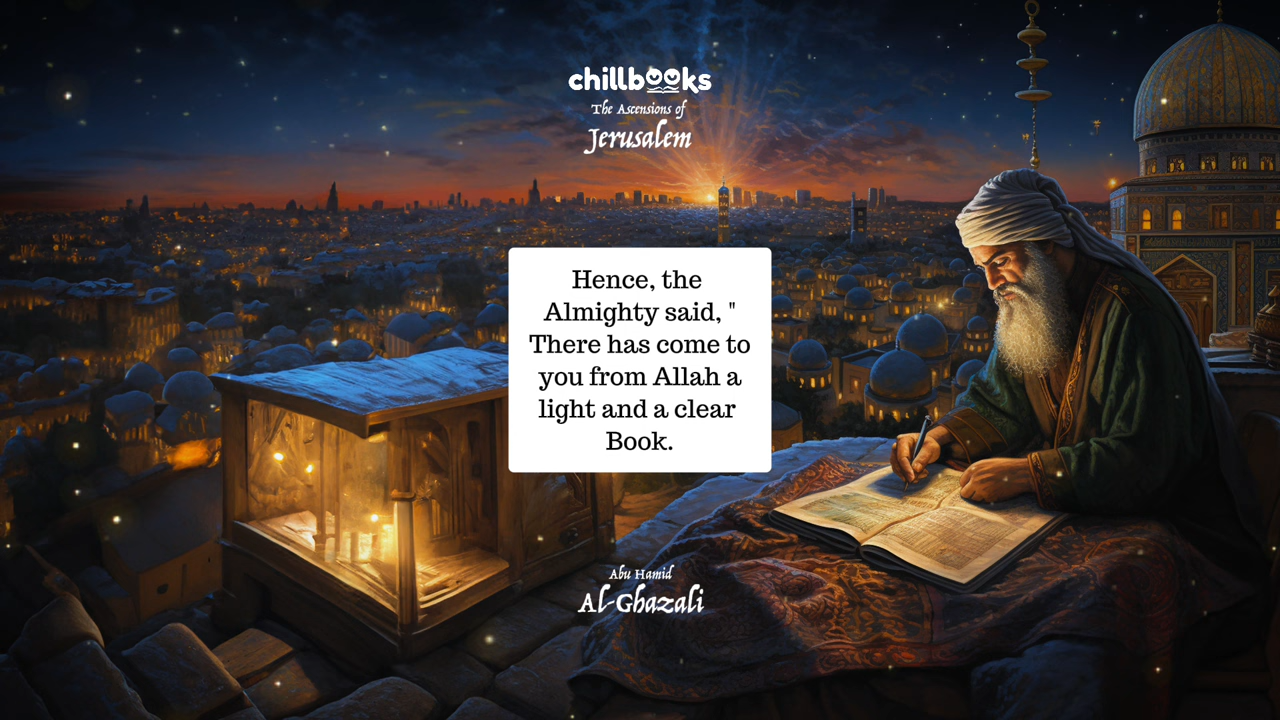 chillbooks
The Ascensions of
Jerusalem
Hence, the
Almighty said, "
There has come to
you from Allah a
light and a clear
Book.
Abu Hamid
Al-Ghazali